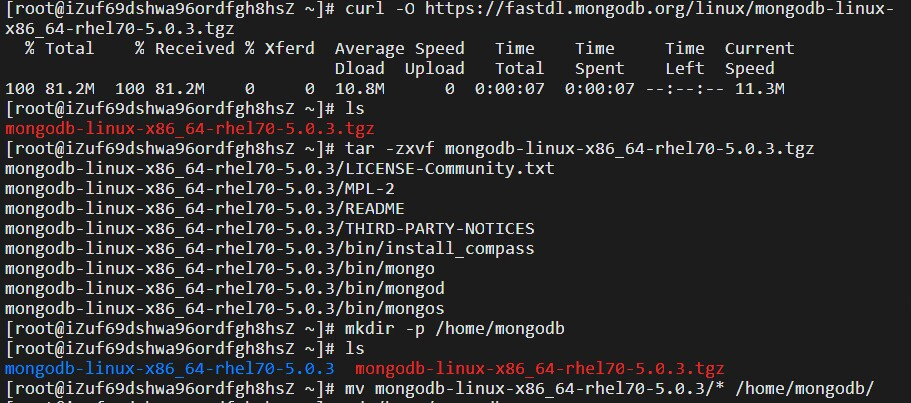 [root@iZuf69dshwa96ordfgh8hsZ ~]# curl -O https://fastdl.mongodb.org/linux/mongodb-linux-
x86_64-rhel70-5.0.3.tgz
% Total % Received % Xferd Average Speed Time Time Time Current
Dload Upload Total Spent Left Speed
100 81.2M 100 81.2M 0 0 10.8M 0 0:00:07 0:00:07 --:--:-- 11.3M
[root@iZuf69dshwa96ordfgh8hsZ ~]# ls
mongodb-linux-x86_64-rhel70-5.0.3.tgz
[root@iZuf69dshwa96ordfgh8hsZ ~]# tar -zxvf mongodb-linux-x86_64-rhel70-5.0.3.tgz
mongodb-linux-x86_64-rhel70-5.0.3/LICENSE-Community.txt
mongodb-linux-x86_64-rhel70-5.0.3/MPL-2
mongodb-linux-x86_64-rhel70-5.0.3/README
mongodb-linux-x86_64-rhel70-5.0.3/THIRD-PARTY-NOTICES
mongodb-linux-x86_64-rhel70-5.0.3/bin/install_compass
mongodb-linux-x86_64-rhel70-5.0.3/bin/mongo
mongodb-linux-x86_64-rhel70-5.0.3/bin/mongod
mongodb-linux-x86_64-rhel70-5.0.3/bin/mongos
[root@iZuf69dshwa96ordfgh8hsZ ~]# mkdir -p /home/mongodb
[root@iZuf69dshwa96ordfgh8hsZ ~]# ls
mongodb-linux-x86_64-rhel70-5.0.3 mongodb-linux-x86_64-rhel70-5.0.3.tgz
[root@iZuf69dshwa96ordfgh8hsZ ~]# mv mongodb-linux-x86_64-rhel70-5.0.3/* /home/mongodb/